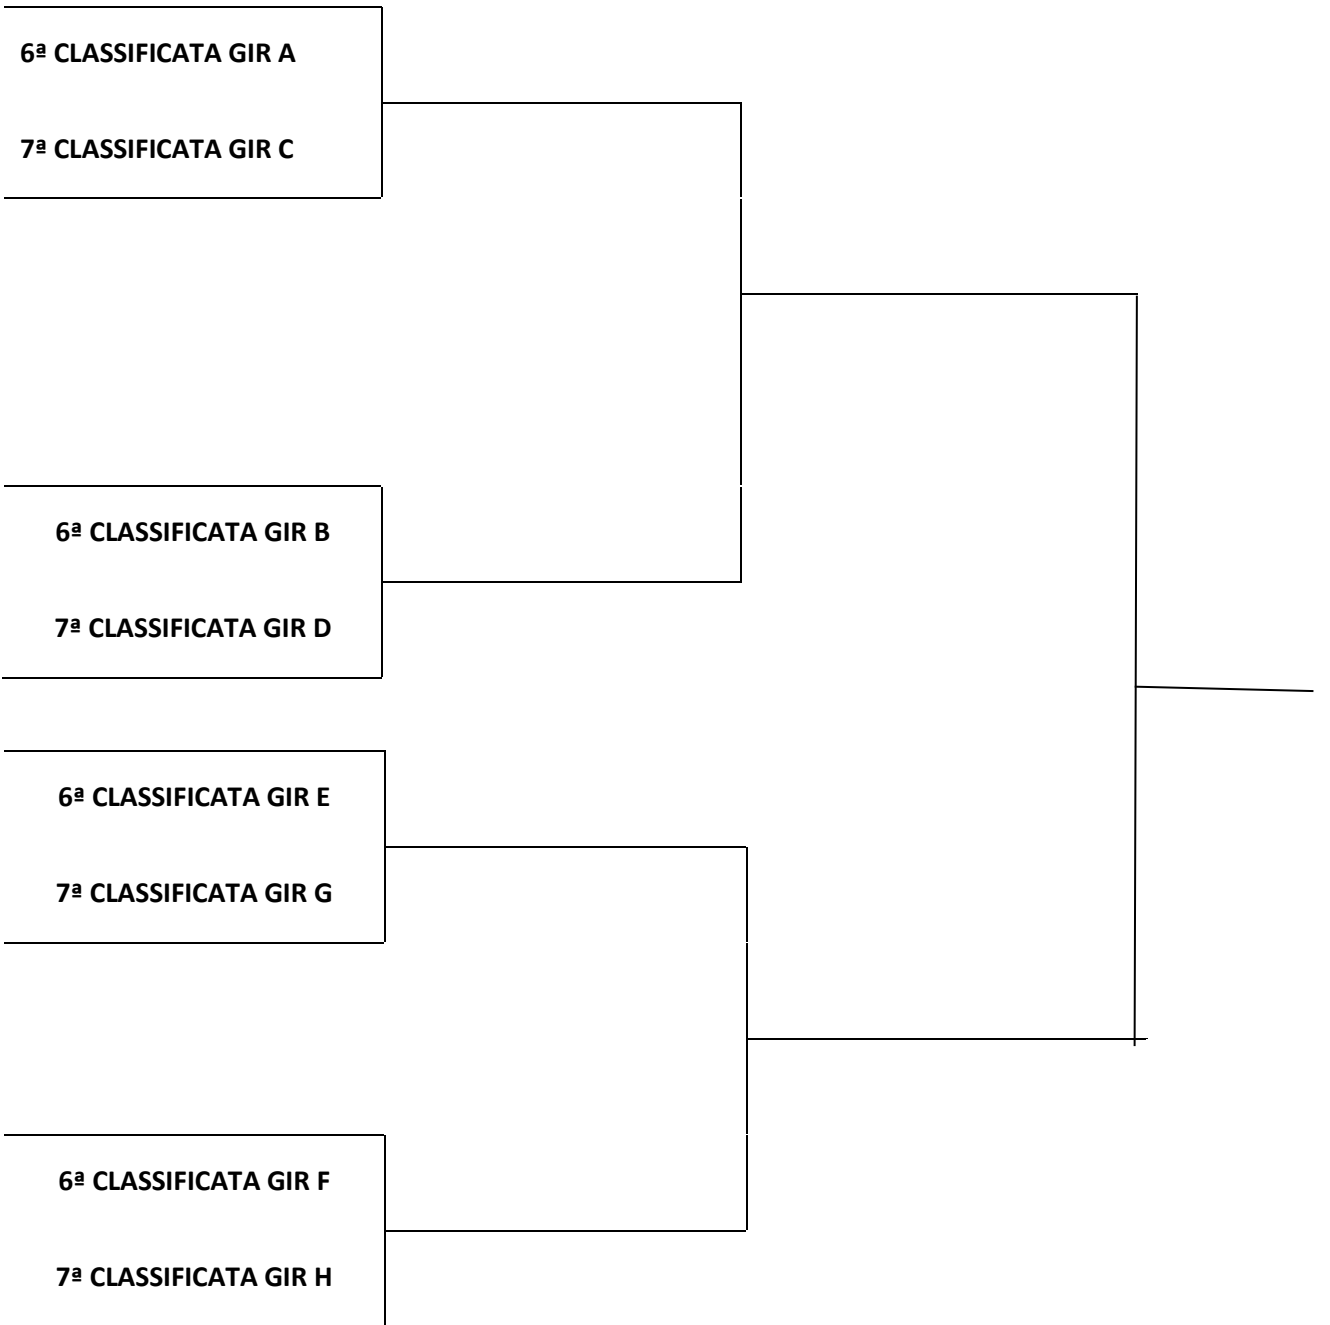 6ª CLASSIFICATA GIR A
7ª CLASSIFICATA GIR C
6ª CLASSIFICATA GIR B
7ª CLASSIFICATA GIR D
6ª CLASSIFICATA GIR E
7ª CLASSIFICATA GIR G
6ª CLASSIFICATA GIR F
7ª CLASSIFICATA GIR H